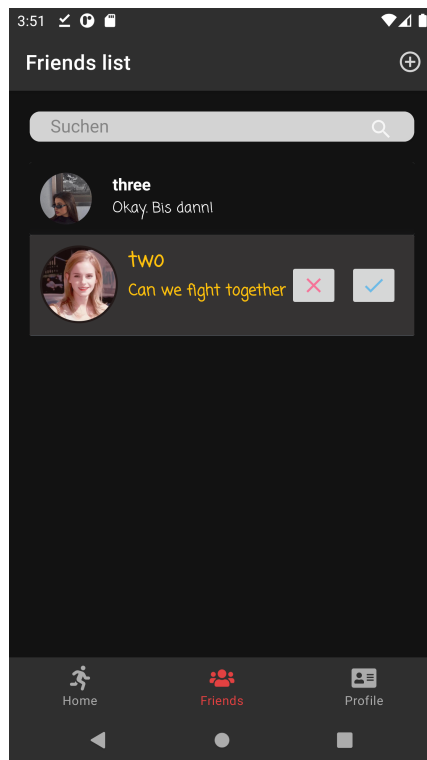 3:51
Friends list
Suchen
three
Okay. Bis dann!
two
Can we fight together
Home
Friends
Profile